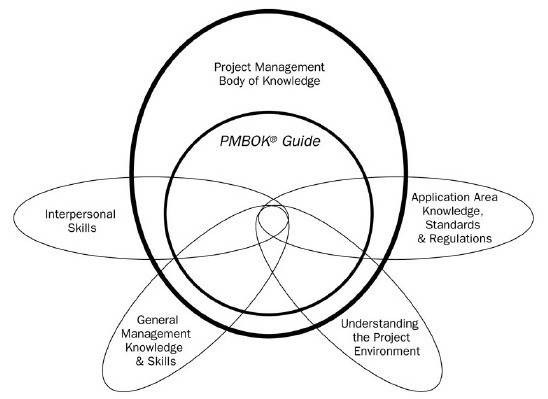 Project Management
Body of Knowledge
PMBOK® Guide
Interpersonal
Skills
Application Area
Knowledge,
Standards
& Regulations
General
Management
Knowledge
& Skills
Understanding
the Project
Environment